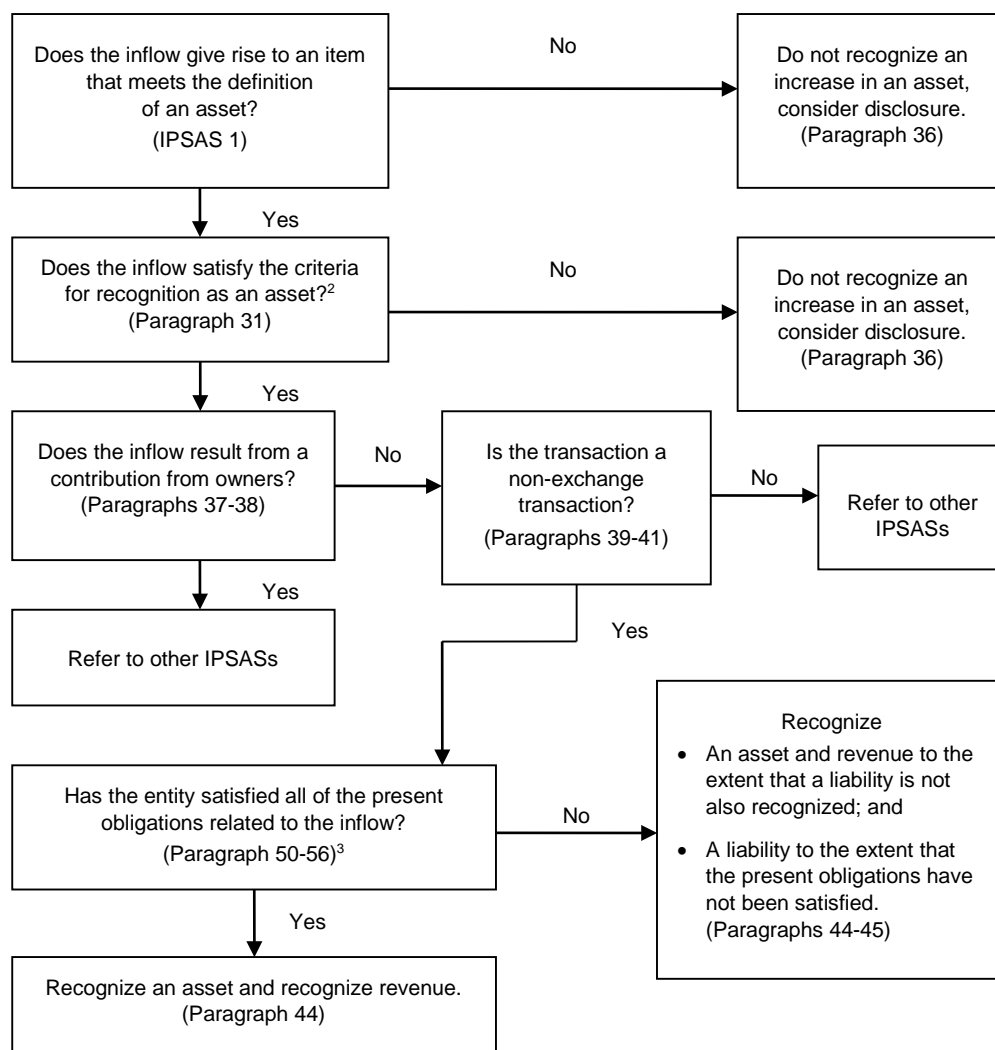 Does the inflow give rise to an item
that meets the definition
of an asset?
(IPSAS 1)
No
Do not recognize an
increase in an asset,
consider disclosure.
(Paragraph 36)
Yes
Does the inflow satisfy the criteria
for recognition as an asset?²
(Paragraph 31)
No
Do not recognize an
increase in an asset,
consider disclosure.
(Paragraph 36)
Yes
Does the inflow result from a
contribution from owners?
(Paragraphs 37-38)
No
Is the transaction a
non-exchange
transaction?
(Paragraphs 39-41)
No
Refer to other
IPSASs
Yes
Refer to other IPSASs
Yes
Has the entity satisfied all of the present
obligations related to the inflow?
(Paragraph 50-56)³
No
Recognize
• An asset and revenue to the
extent that a liability is not
also recognized; and
• A liability to the extent that
the present obligations have
not been satisfied.
(Paragraphs 44-45)
Yes
Recognize an asset and recognize revenue.
(Paragraph 44)